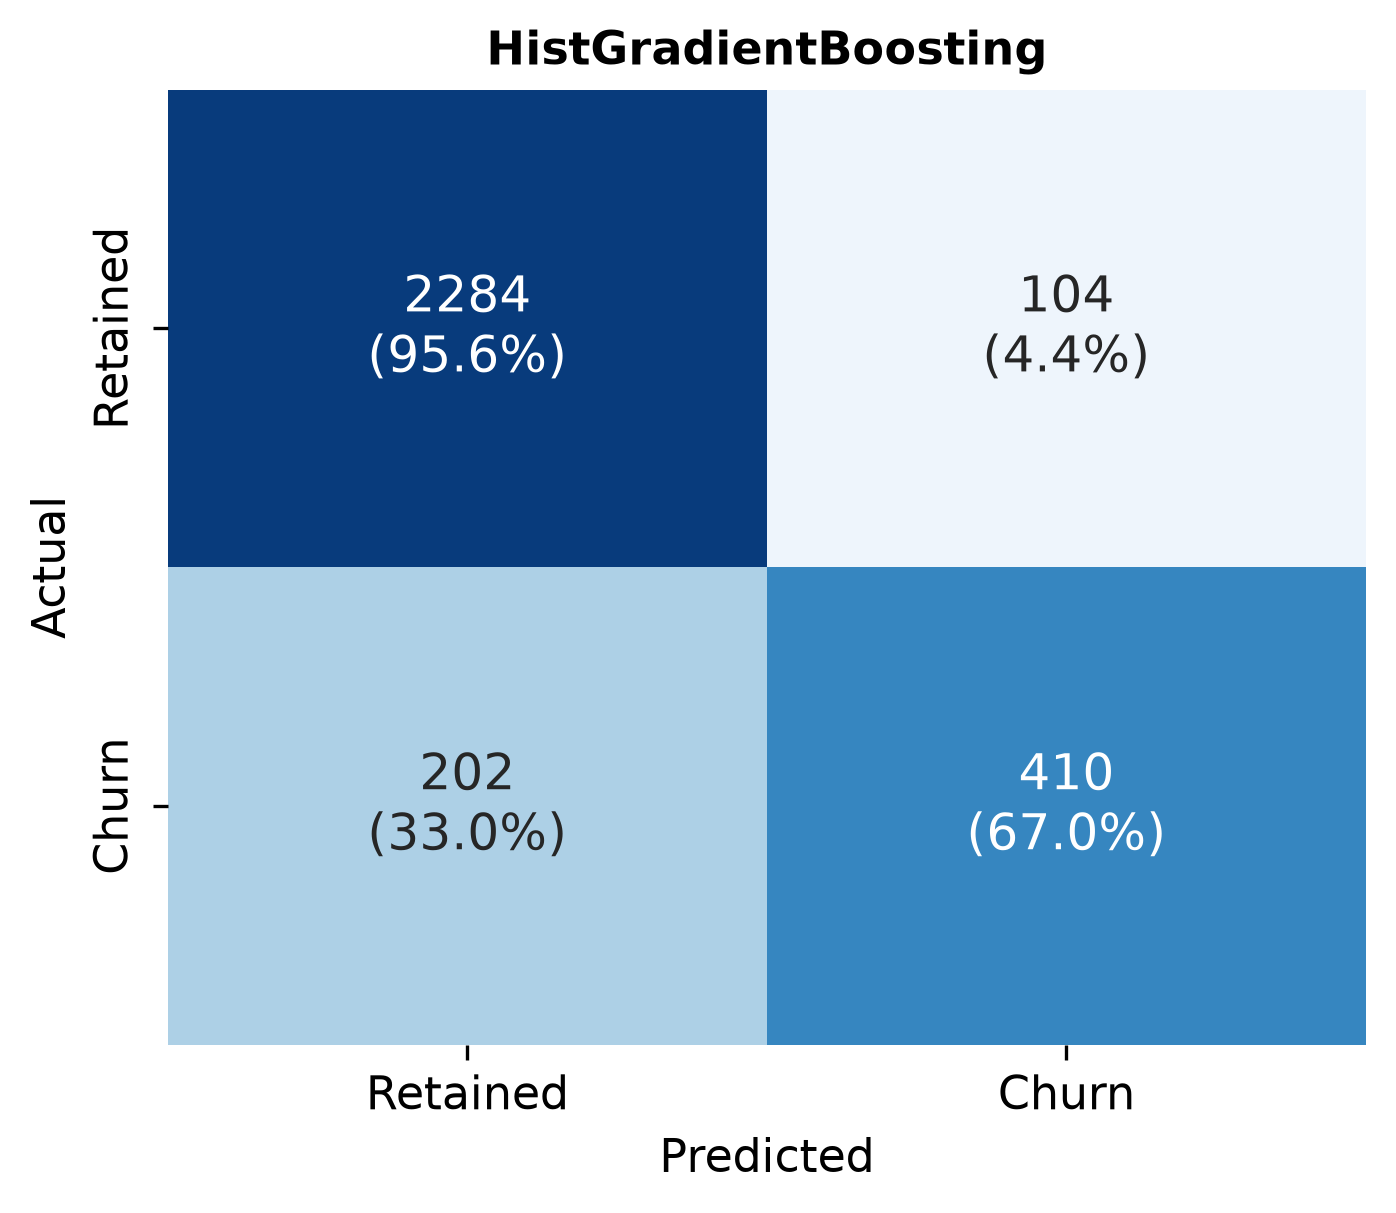 HistGradientBoosting
Actual
Retained
2284
(95.6%)
104
(4.4%)
Churn
202
(33.0%)
410
(67.0%)
Retained
Churn
Predicted